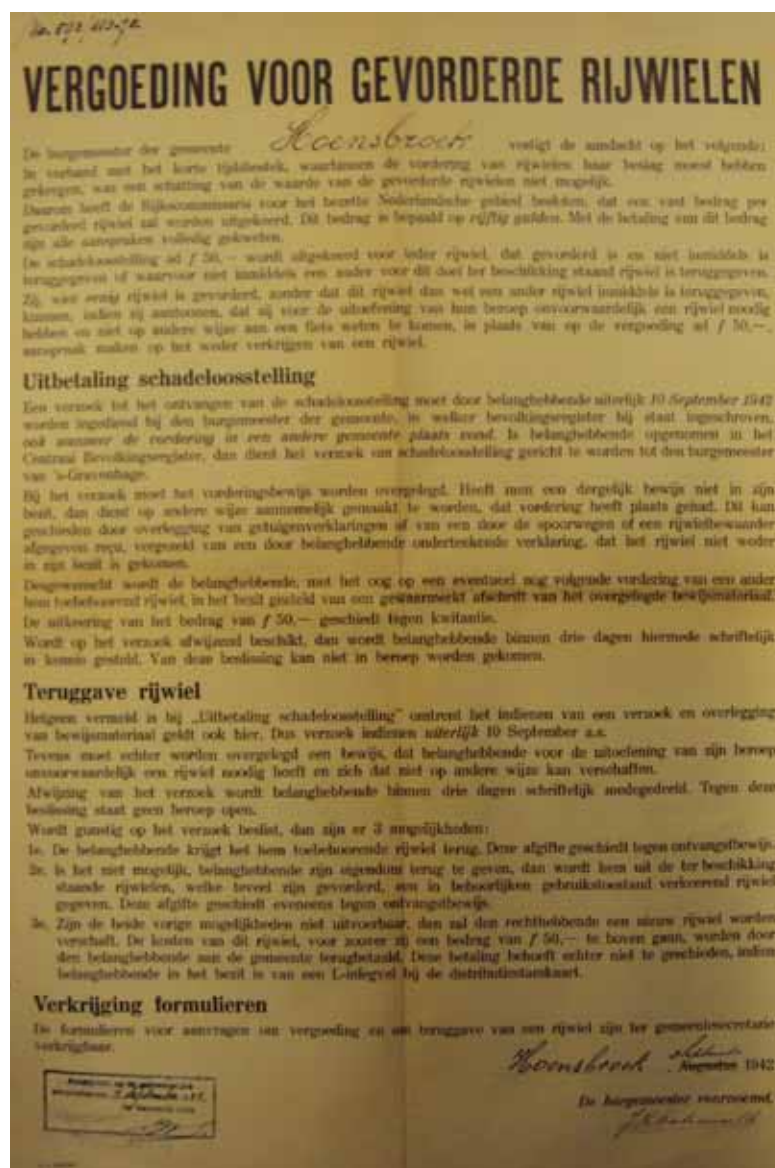 VERGOEDING VOOR GEVORDERDE RIJWIELEN
De burgemeester der gemeente Hoensbroek vestigt de aandacht op het volgende:
In verband met het korte tijdsbestek, waarbinnen de vordering van rijwielen haar beslag moest hebben
gekregen, was een schatting van de waarde van de gevorderde rijwielen niet mogelijk.
Daarom heeft de Rijkscommissaris voor het bezette Nederlandsche gebied besloten, dat een vast bedrag per
gevorderd rijwiel zal worden uitgekeerd. Dit bedrag is bepaald op vijftig gulden. Met de betaling van dit bedrag
zijn alle aanspraken volledig gekweten.
De schadeloosstelling ad f 50,— wordt uitgekeerd voor ieder rijwiel, dat gevorderd is en niet inmiddels is
teruggegeven of waarvoor niet inmiddels een ander voor dit doel ter beschikking staand rijwiel is teruggegeven.
Zij, wier eenig rijwiel is gevorderd, zonder dat dit rijwiel dan wel een ander rijwiel inmiddels is teruggegeven,
kunnen, indien zij aantoonen, dat zij voor de uitoefening van hun beroep onvoorwaardelijk een rijwiel noodig
hebben en niet op andere wijze aan een fiets weten te komen, in plaats van op de vergoeding ad f 50,—,
aanspraak maken op het weder verkrijgen van een rijwiel.
Uitbetaling schadeloosstelling
Een verzoek tot het ontvangen van de schadeloosstelling moet door belanghebbende uiterlijk 10 September 1942
worden ingediend bij den burgemeester der gemeente, in welker bevolkingsregister hij staat ingeschreven,
ook wanneer de vordering in een andere gemeente plaats vond. Is belanghebbende opgenomen in het
Centraal Bevolkingsregister, dan dient het verzoek om schadeloosstelling gericht te worden tot den burgemeester
van 's-Gravenhage.
Bij het verzoek moet het vorderingsbewijs worden overgelegd. Heeft men een dergelijk bewijs niet in zijn
bezit, dan dient op andere wijze aannemelijk gemaakt te worden, dat vordering heeft plaats gehad. Dit kan
geschieden door overlegging van getuigenverklaringen of van een door de spoorwegen of een rijwielbewaarder
afgegeven reçu, vergezeld van een door belanghebbende onderteekende verklaring, dat het rijwiel niet weder
in zijn bezit is gekomen.
Desgewenscht wordt de belanghebbende, met het oog op een eventueel nog volgende vordering van een ander
hem toebehoorend rijwiel, in het bezit gesteld van een gewaarmerkt afschrift van het overgelegde bewijsmateriaal.
De uitkeering van het bedrag van f 50,— geschiedt tegen kwitantie.
Wordt op het verzoek afwijzend beschikt, dan wordt belanghebbende binnen drie dagen hiermede schriftelijk
in kennis gesteld. Van deze beslissing kan niet in beroep worden gekomen.
Teruggave rijwiel
Hetgeen vermeld is bij „Uitbetaling schadeloosstelling” omtrent het indienen van een verzoek en overlegging
van bewijsmateriaal geldt ook hier. Dus verzoek indienen uiterlijk 10 September a.s.
Tevens moet echter worden overgelegd een bewijs, dat belanghebbende voor de uitoefening van zijn beroep
onvoorwaardelijk een rijwiel noodig heeft en zich dat niet op andere wijze kan verschaffen.
Afwijzing van het verzoek wordt belanghebbende binnen drie dagen schriftelijk medegedeeld. Tegen deze
beslissing staat geen beroep open.
Wordt gunstig op het verzoek beslist, dan zijn er 3 mogelijkheden:
1e. De belanghebbende krijgt het hem toebehoorende rijwiel terug. Deze afgifte geschiedt tegen ontvangstbewijs.
2e. Is het niet mogelijk, belanghebbende zijn eigendom terug te geven, dan wordt hem uit de ter beschikking
staande rijwielen, welke teveel zijn gevorderd, een in behoorlijken gebruikstoestand verkeerend rijwiel
gegeven. Deze afgifte geschiedt eveneens tegen ontvangstbewijs.
3e. Zijn de beide vorige mogelijkheden niet uitvoerbaar, dan zal den rechthebbende een nieuw rijwiel worden
verschaft. De kosten van dit rijwiel, voor zoover zij een bedrag van f 50,— te boven gaan, worden door
den belanghebbende aan de gemeente terugbetaald. Deze betaling behoeft echter niet te geschieden, indien
belanghebbende in het bezit is van een L-inlegvel bij de distributiestamkaart.
Verkrijging formulieren
De formulieren voor aanvragen om vergoeding en om teruggave van een rijwiel zijn ter gemeentesecretarie
verkrijgbaar.
Hoensbroek Augustus 1942
De burgemeester voornoemd,